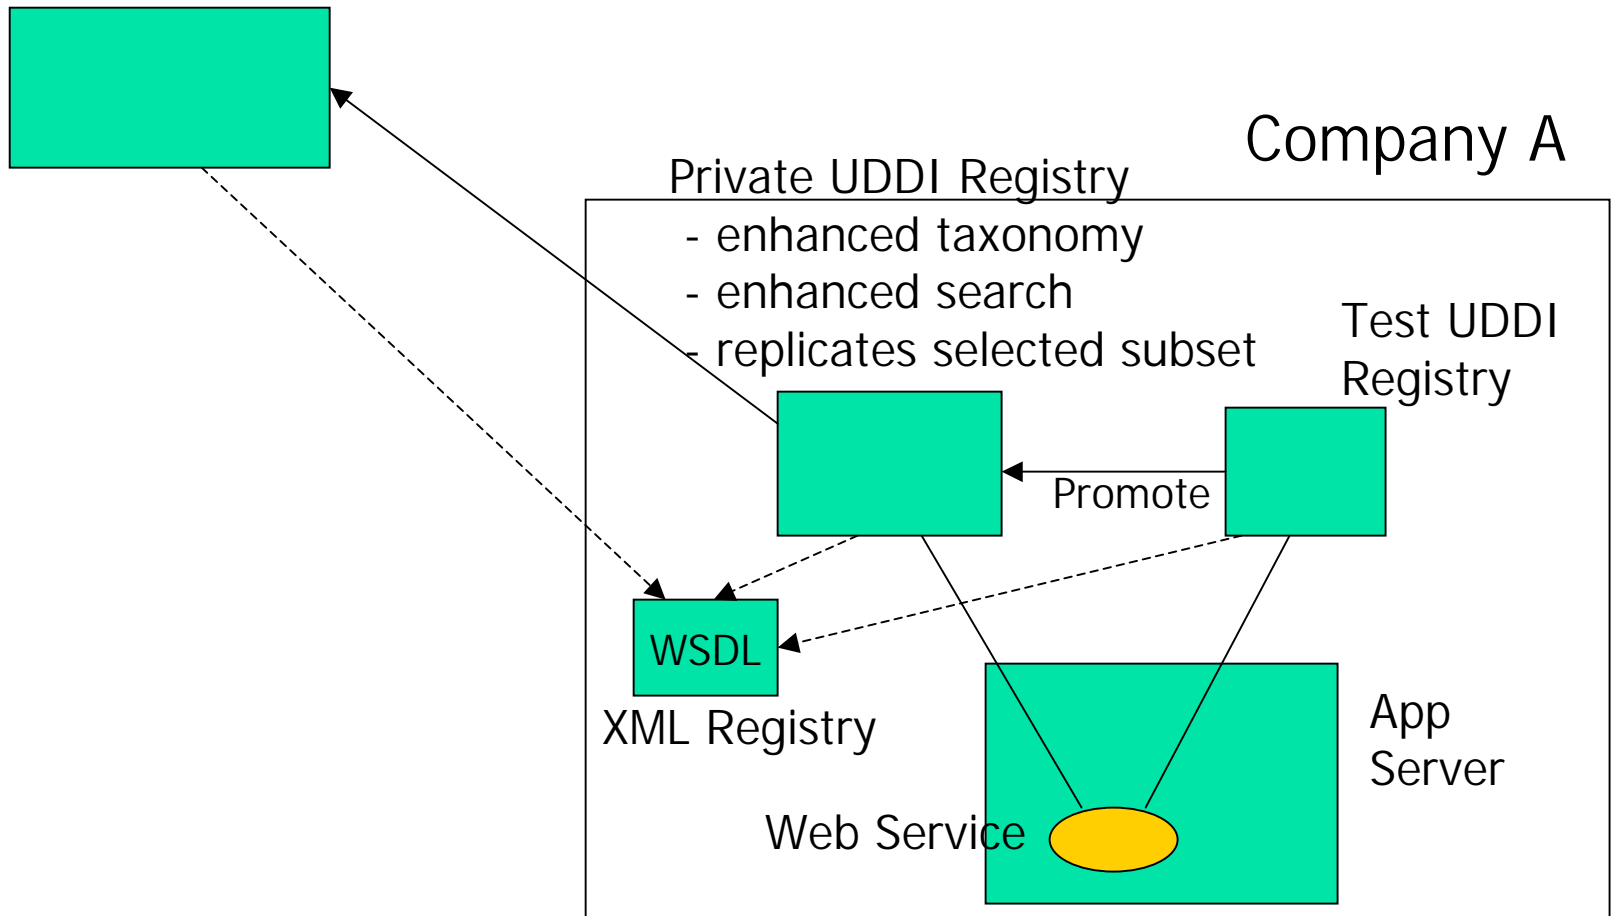 Company A
Private UDDI Registry
- enhanced taxonomy
- enhanced search
- replicates selected subset
Test UDDI
Registry
Promote
WSDL
XML Registry
App
Server
Web Service